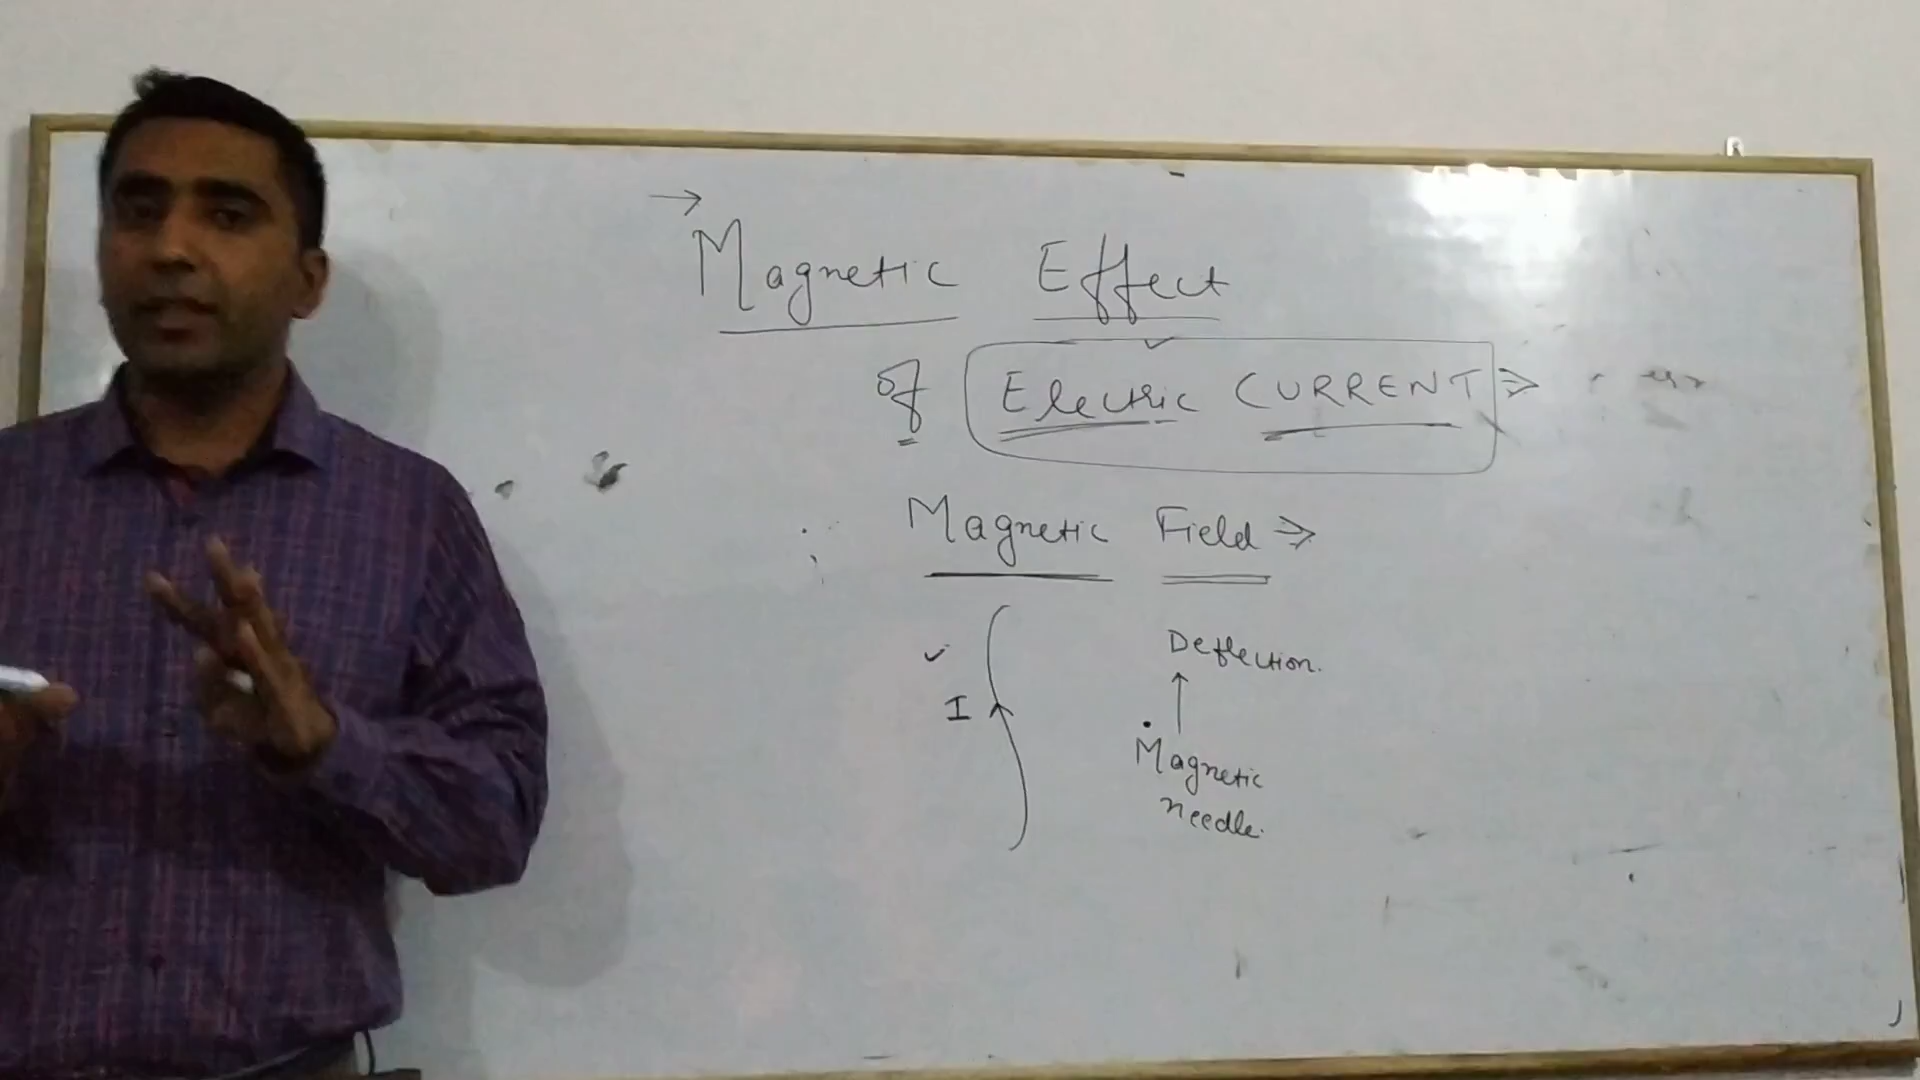 →
Magnetic Effect
of Electric CURRENT ⇒
Magnetic Field ⇒
Deflection.
I
Magnetic
needle.